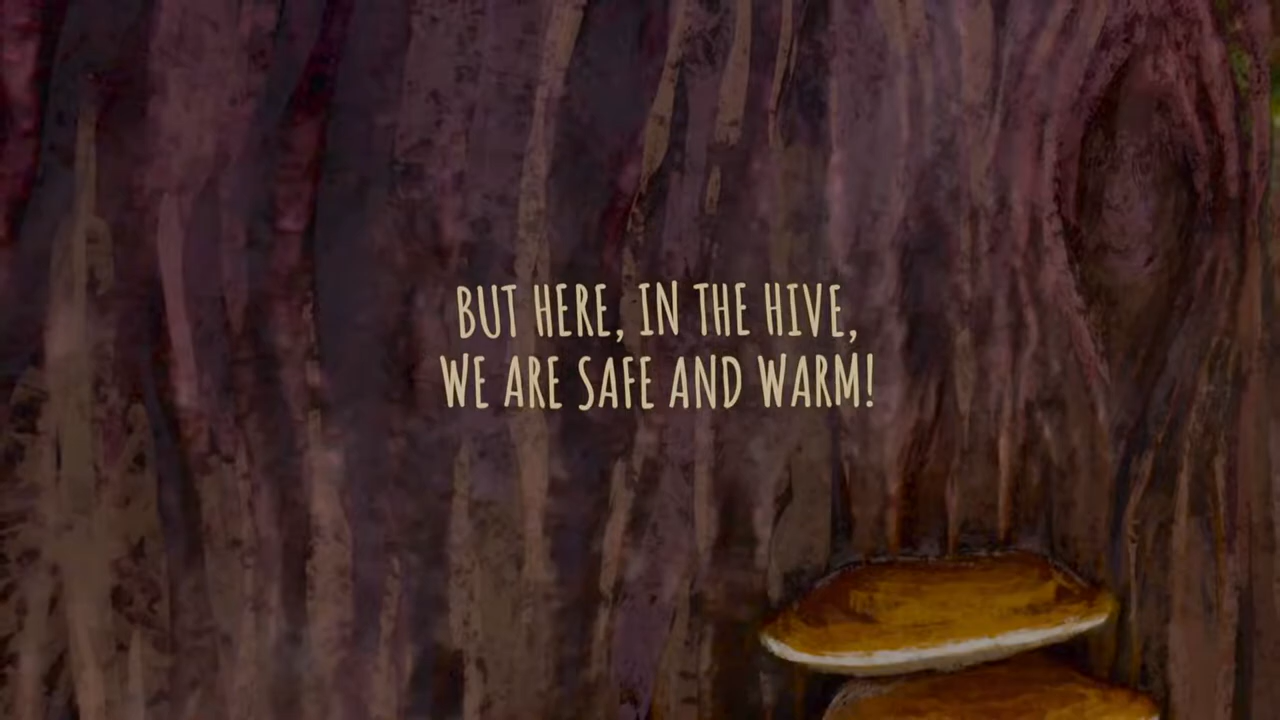 BUT HERE, IN THE HIVE,
WE ARE SAFE AND WARM!